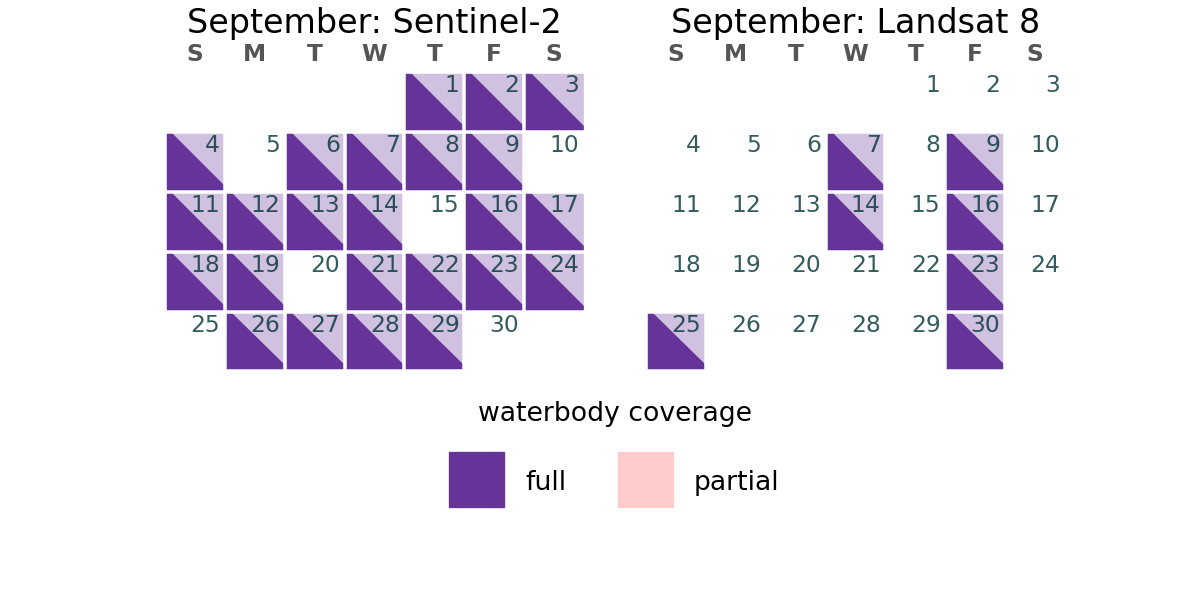 September: Sentinel-2
S M T W T F S
1 2 3
4 5 6 7 8 9 10
11 12 13 14 15 16 17
18 19 20 21 22 23 24
25 26 27 28 29 30
September: Landsat 8
S M T W T F S
1 2 3
4 5 6 7 8 9 10
11 12 13 14 15 16 17
18 19 20 21 22 23 24
25 26 27 28 29 30
waterbody coverage
full partial